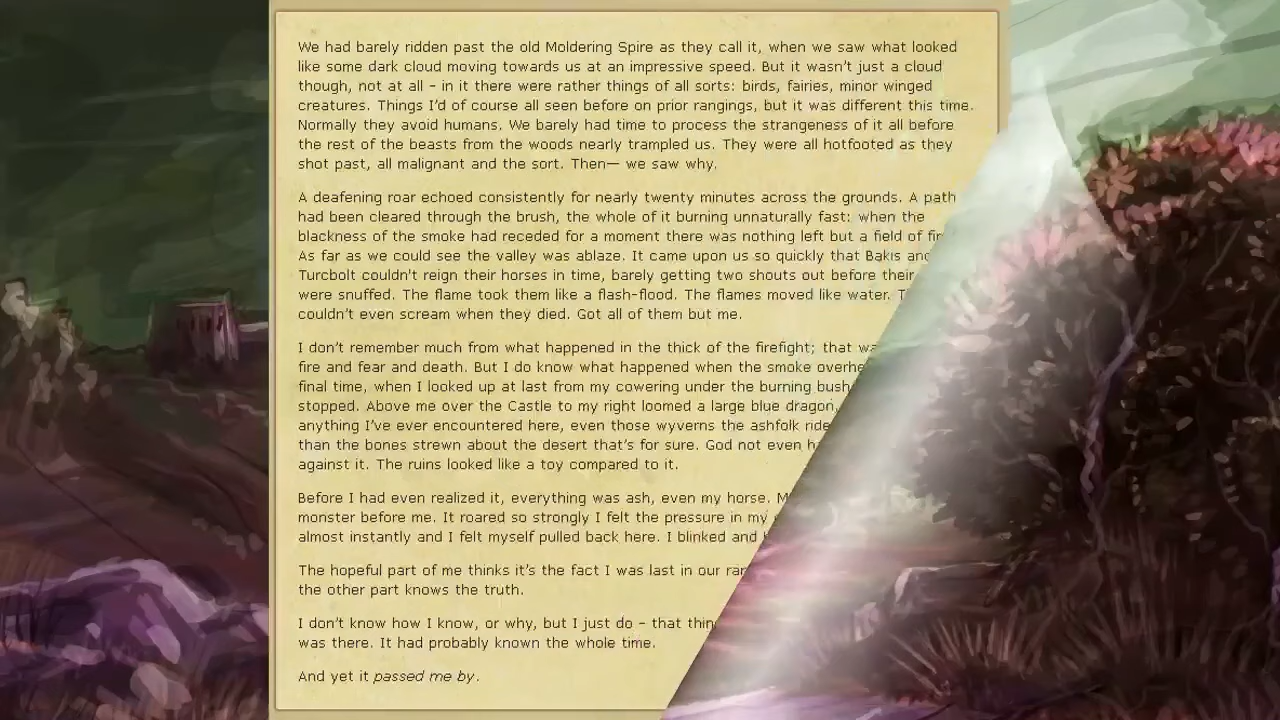 We had barely ridden past the old Moldering Spire as they call it, when we saw what looked
like some dark cloud moving towards us at an impressive speed. But it wasn't just a cloud
though, not at all – in it there were rather things of all sorts: birds, fairies, minor winged
creatures. Things I'd of course all seen before on prior rangings, but it was different this time.
Normally they avoid humans. We barely had time to process the strangeness of it all before
the rest of the beasts from the woods nearly trampled us. They were all hotfooted as they
shot past, all malignant and the sort. Then— we saw why.
A deafening roar echoed consistently for nearly twenty minutes across the grounds. A path
had been cleared through the brush, the whole of it burning unnaturally fast: when the
blackness of the smoke had receded for a moment there was nothing left but a field of
As far as we could see the valley was ablaze. It came upon us so quickly that Bakis and
Turcbolt couldn't reign their horses in time, barely getting two shouts out before their
were snuffed. The flame took them like a flash-flood. The flames moved like water.
couldn't even scream when they died. Got all of them but me.
I don't remember much from what happened in the thick of the firefight; that
fire and fear and death. But I do know what happened when the smoke
final time, when I looked up at last from my cowering under the burning bush
stopped. Above me over the Castle to my right loomed a large blue dragon,
anything I've ever encountered here, even those wyverns the ashfolk
than the bones strewn about the desert that's for sure. God not even
against it. The ruins looked like a toy compared to it.
Before I had even realized it, everything was ash, even my horse.
monster before me. It roared so strongly I felt the pressure in my
almost instantly and I felt myself pulled back here. I blinked and
The hopeful part of me thinks it's the fact I was last in our
the other part knows the truth.
I don't know how I know, or why, but I just do – that
was there. It had probably known the whole time.
And yet it passed me by.